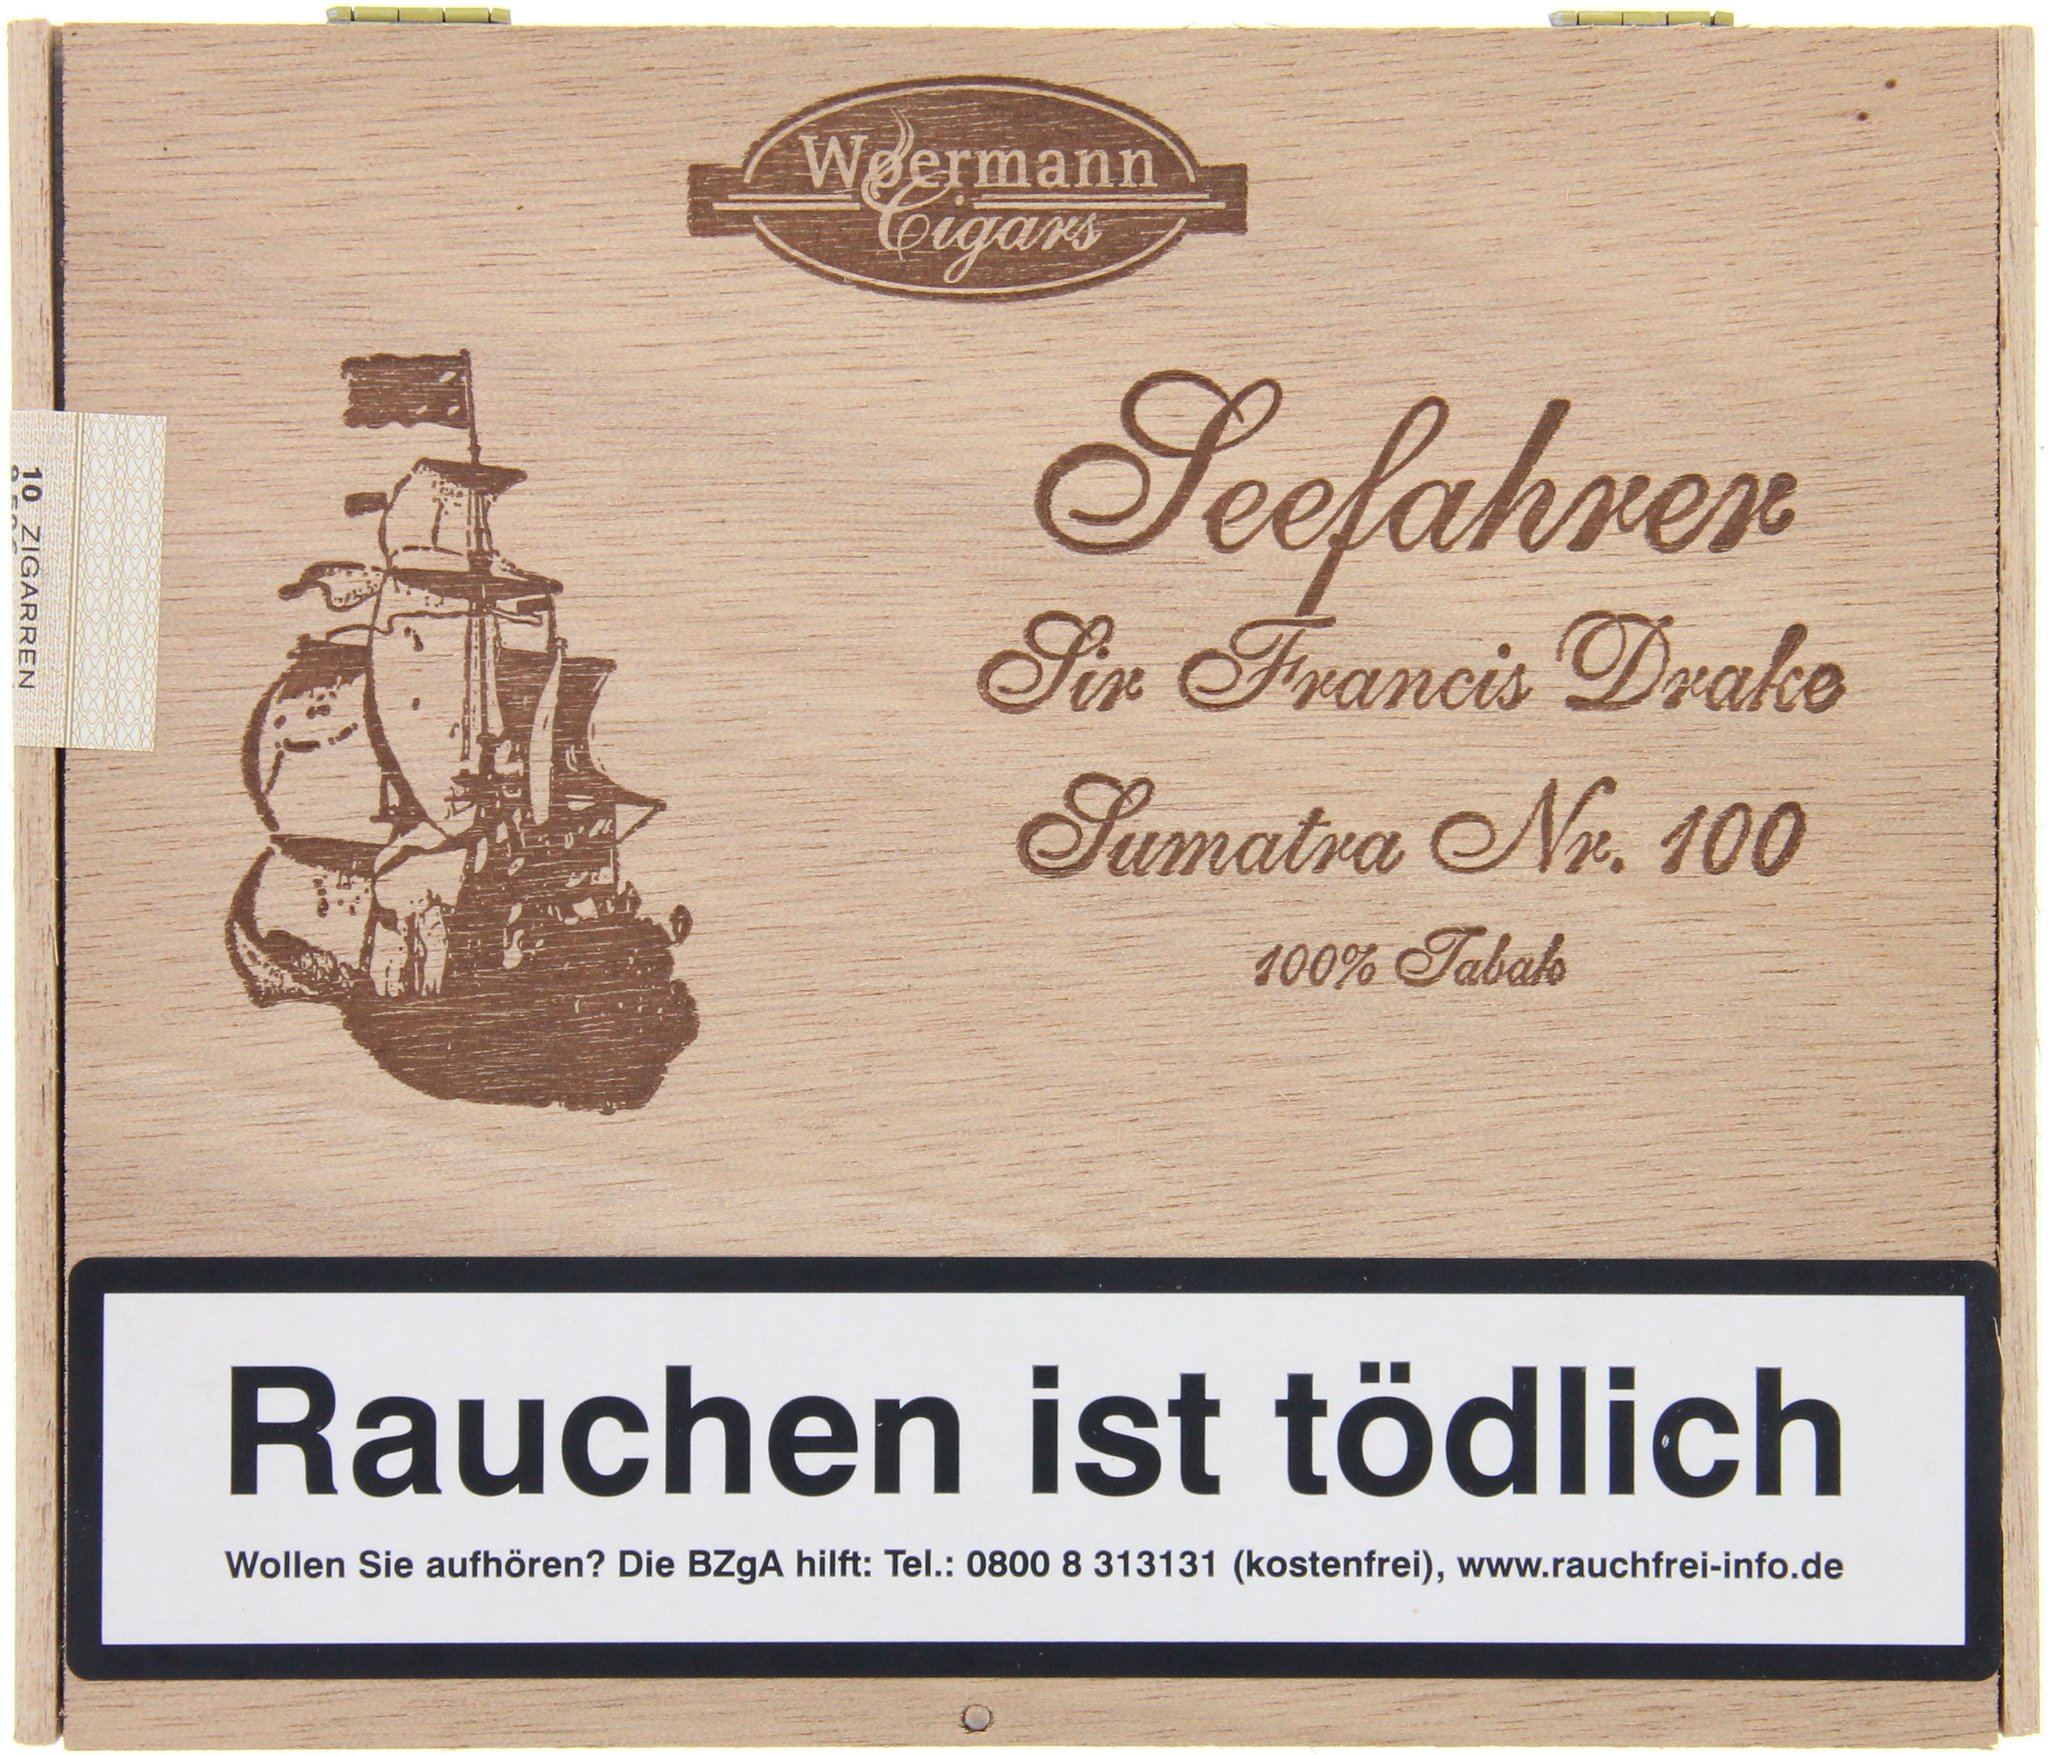 Woermann
Cigars
Seefahrer
Sir Francis Drake
Sumatra Nr. 100
100% Tabak
10 ZIGARREN
Rauchen ist tödlich
Wollen Sie aufhören? Die BZgA hilft: Tel.: 0800 8 313131 (kostenfrei), www.rauchfrei-info.de